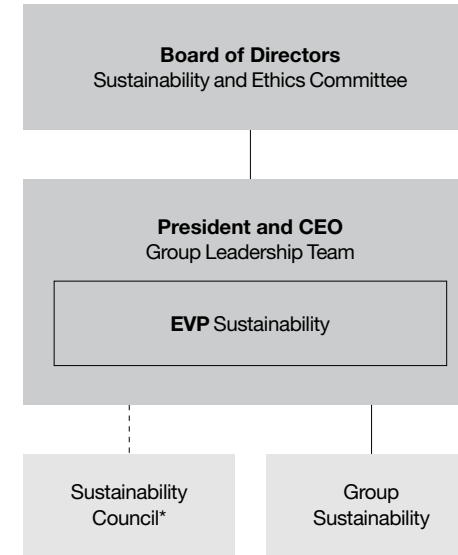 Board of Directors
Sustainability and Ethics Committee
President and CEO
Group Leadership Team
EVP Sustainability
Sustainability
Council*
Group
Sustainability